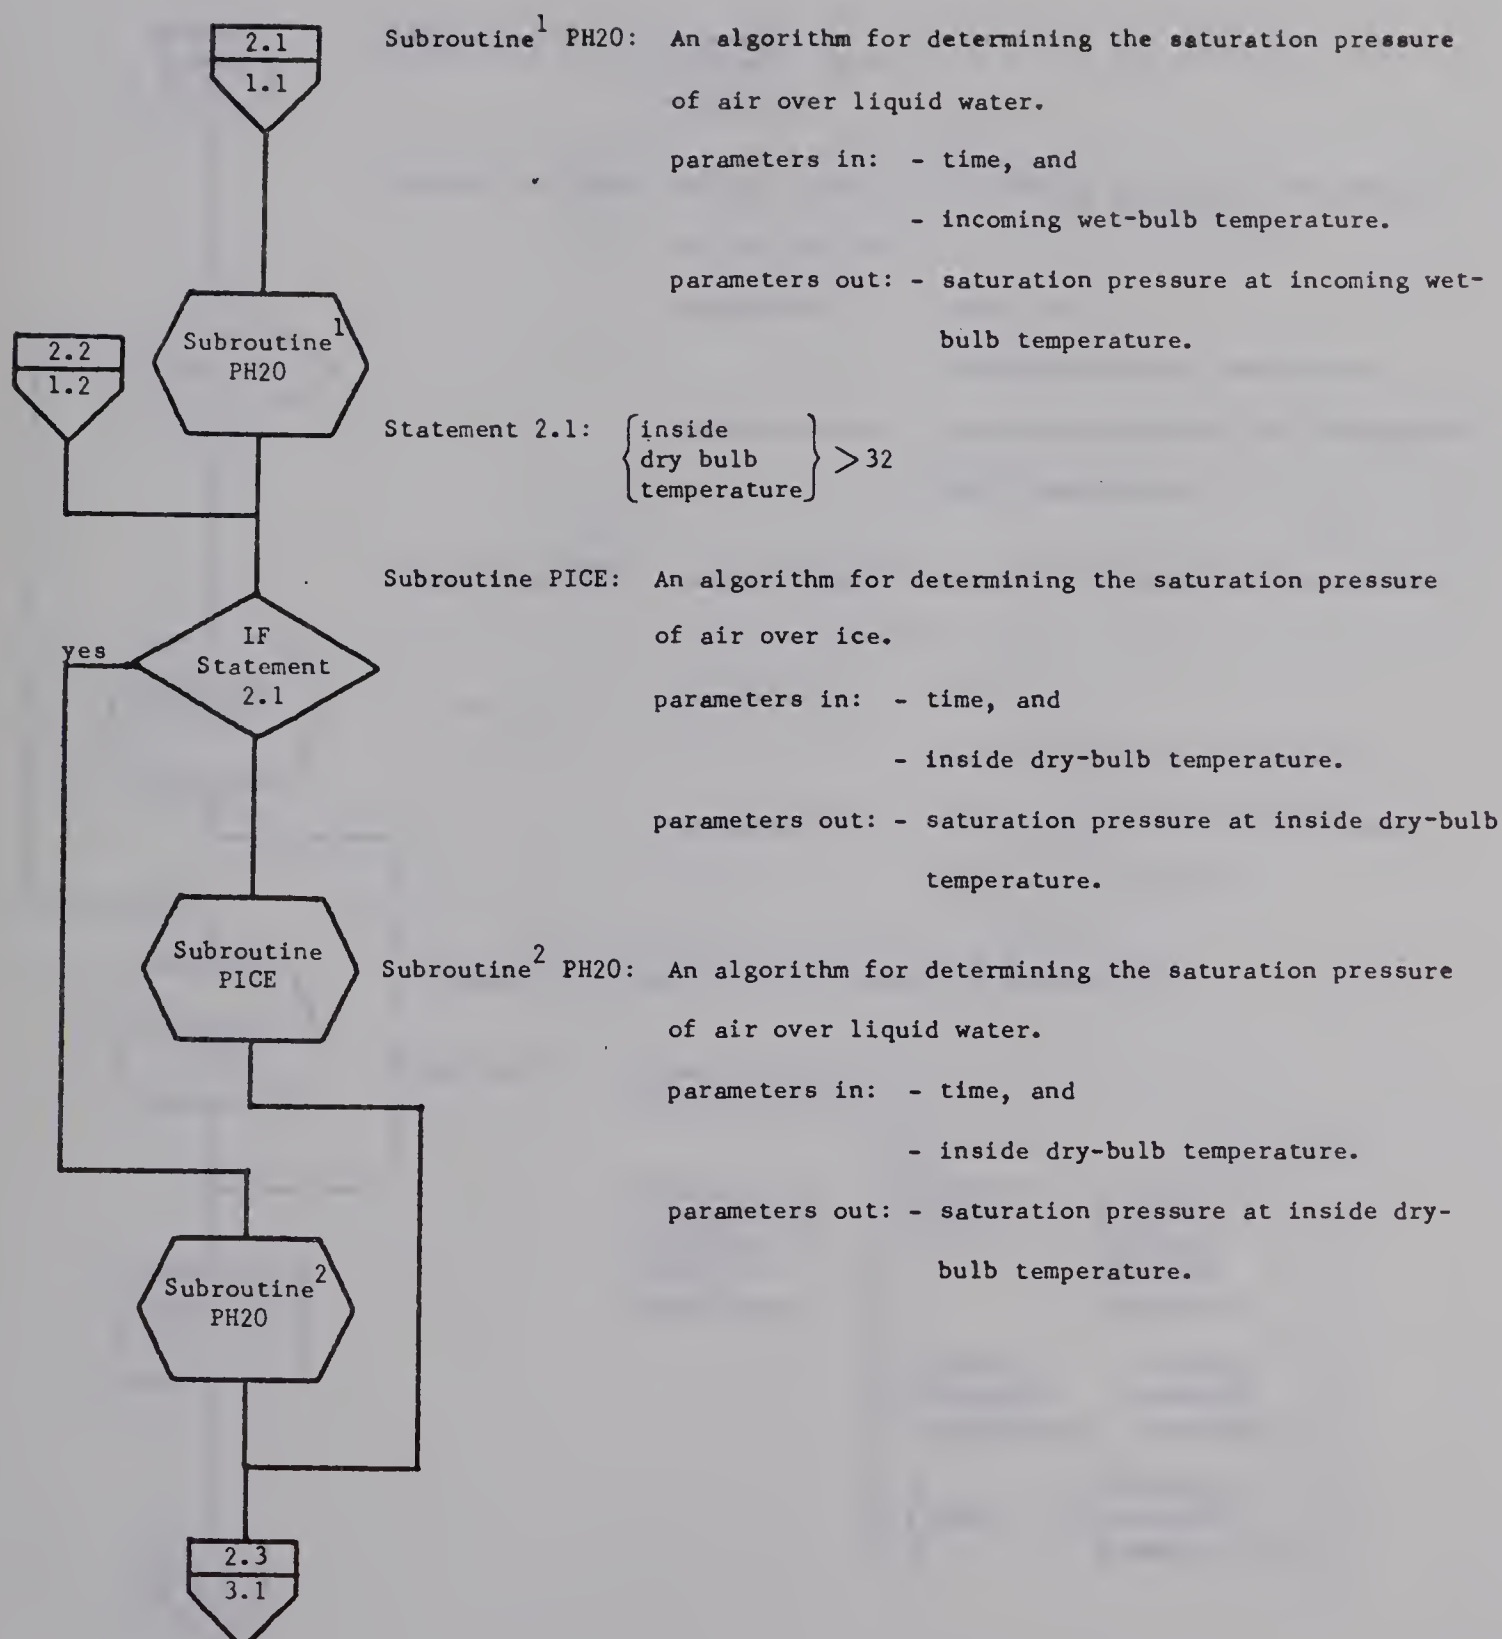 2.1
1.1
Subroutine¹ PH20: An algorithm for determining the saturation pressure
of air over liquid water.
parameters in: - time, and
- incoming wet-bulb temperature.
parameters out: - saturation pressure at incoming wet-
bulb temperature.
Subroutine¹
PH20
2.2
1.2
Statement 2.1: {inside
dry bulb
temperature} > 32
IF
Statement
2.1
yes
Subroutine PICE: An algorithm for determining the saturation pressure
of air over ice.
parameters in: - time, and
- inside dry-bulb temperature.
parameters out: - saturation pressure at inside dry-bulb
temperature.
Subroutine
PICE
Subroutine² PH20: An algorithm for determining the saturation pressure
of air over liquid water.
parameters in: - time, and
- inside dry-bulb temperature.
parameters out: - saturation pressure at inside dry-
bulb temperature.
Subroutine²
PH20
2.3
3.1